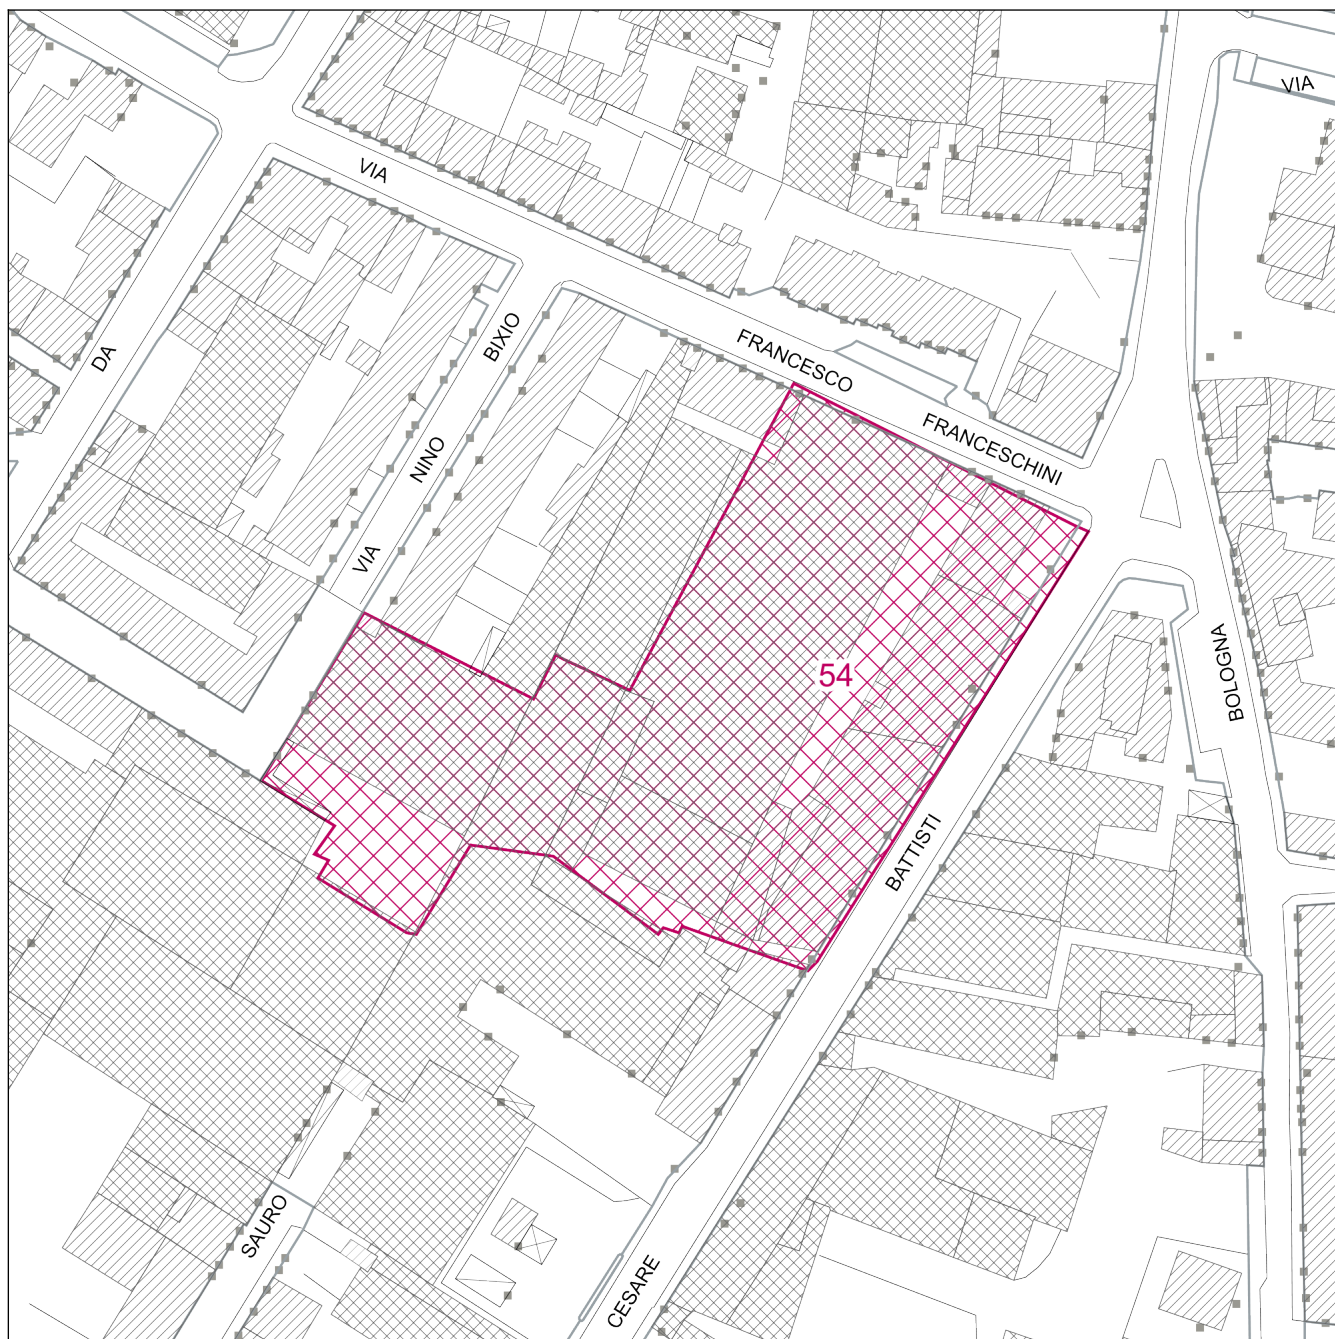 VIA
VIA
DA
BIXIO
FRANCESCO
FRANCESCHINI
NINO
VIA
54
BOLOGNA
BATTISTI
SAURO
CESARE